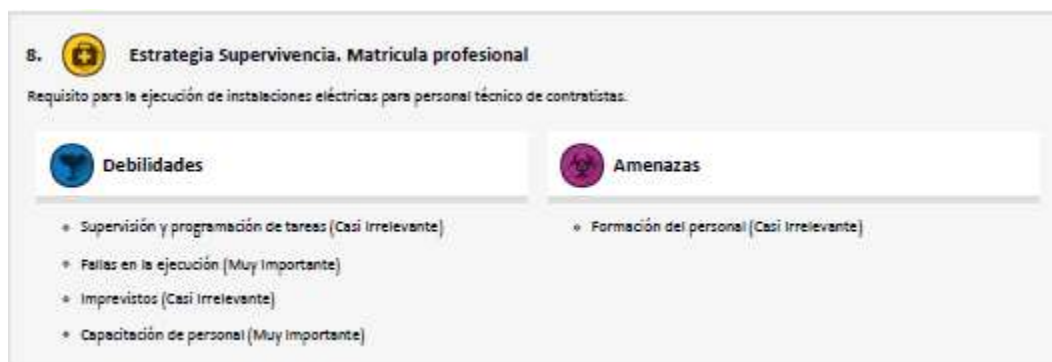 8. Estrategia Supervivencia. Matricula profesional
Requisito para la ejecución de instalaciones eléctricas para personal técnico de contratistas.
Debilidades
Supervisión y programación de tareas (Casi Irrelevante)
Fallas en la ejecución (Muy Importante)
Imprevistos (Casi Irrelevante)
Capacitación de personal (Muy Importante)
Amenazas
Formación del personal (Casi Irrelevante)